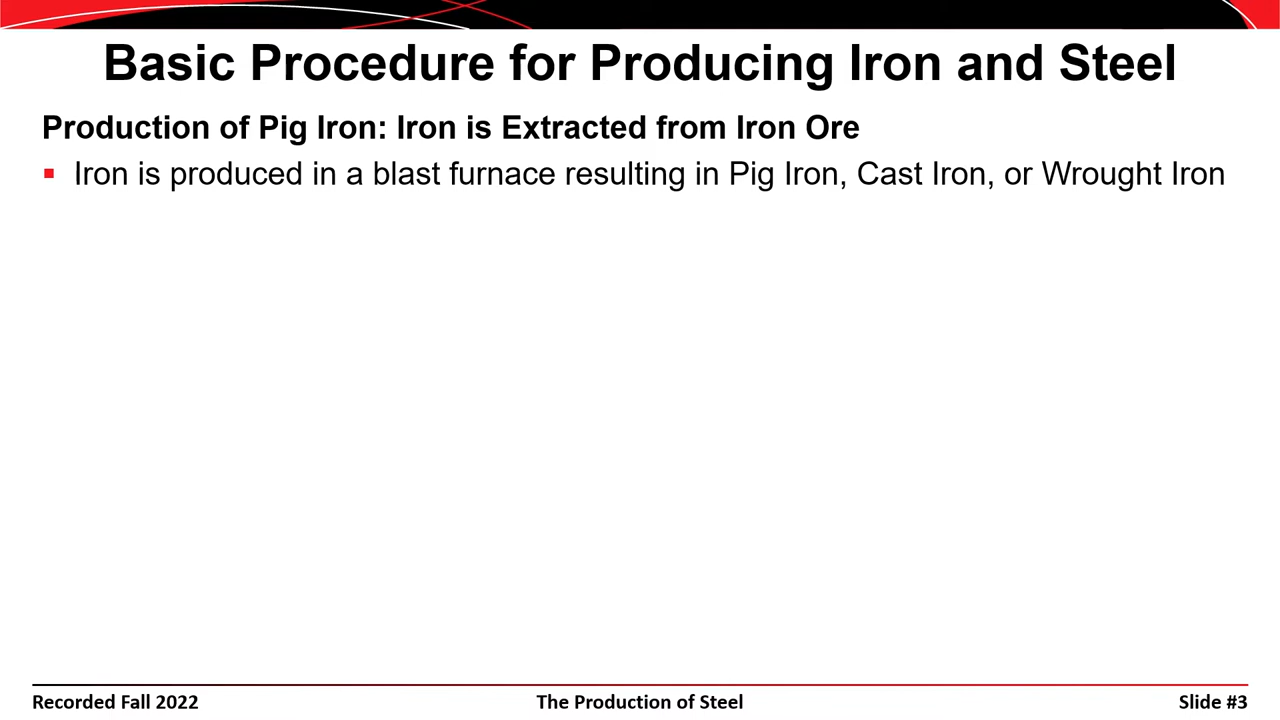 Basic Procedure for Producing Iron and Steel
Production of Pig Iron: Iron is Extracted from Iron Ore
▪ Iron is produced in a blast furnace resulting in Pig Iron, Cast Iron, or Wrought Iron
Recorded Fall 2022
The Production of Steel
Slide #3